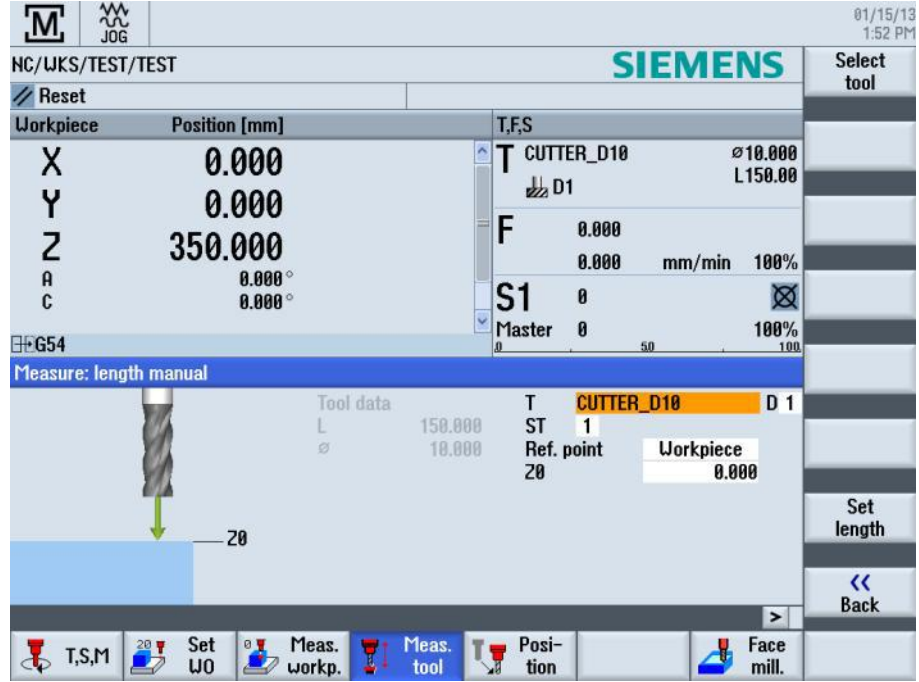 M JOG 01/15/13
1:52 PM
NC/WKS/TEST/TEST SIEMENS
Select
tool
// Reset
Workpiece Position [mm] T,F,S
X 0.000
Y 0.000
Z 350.000
A 0.000°
C 0.000°
G54
T CUTTER_D10 ø10.000
D1 L150.00
F 0.000
0.000 mm/min 100%
S1 0
Master 0 100%
0 50 100
Measure: length manual
Tool data
L 150.000
ø 10.000
T CUTTER_D10 D 1
ST 1
Ref. point Workpiece
Z0 0.000
Z0
Set
length
<<
Back
>
T,S,M
20 Set
WO
0 Meas.
workp.
Meas.
tool
Posi-
tion
Face
mill.